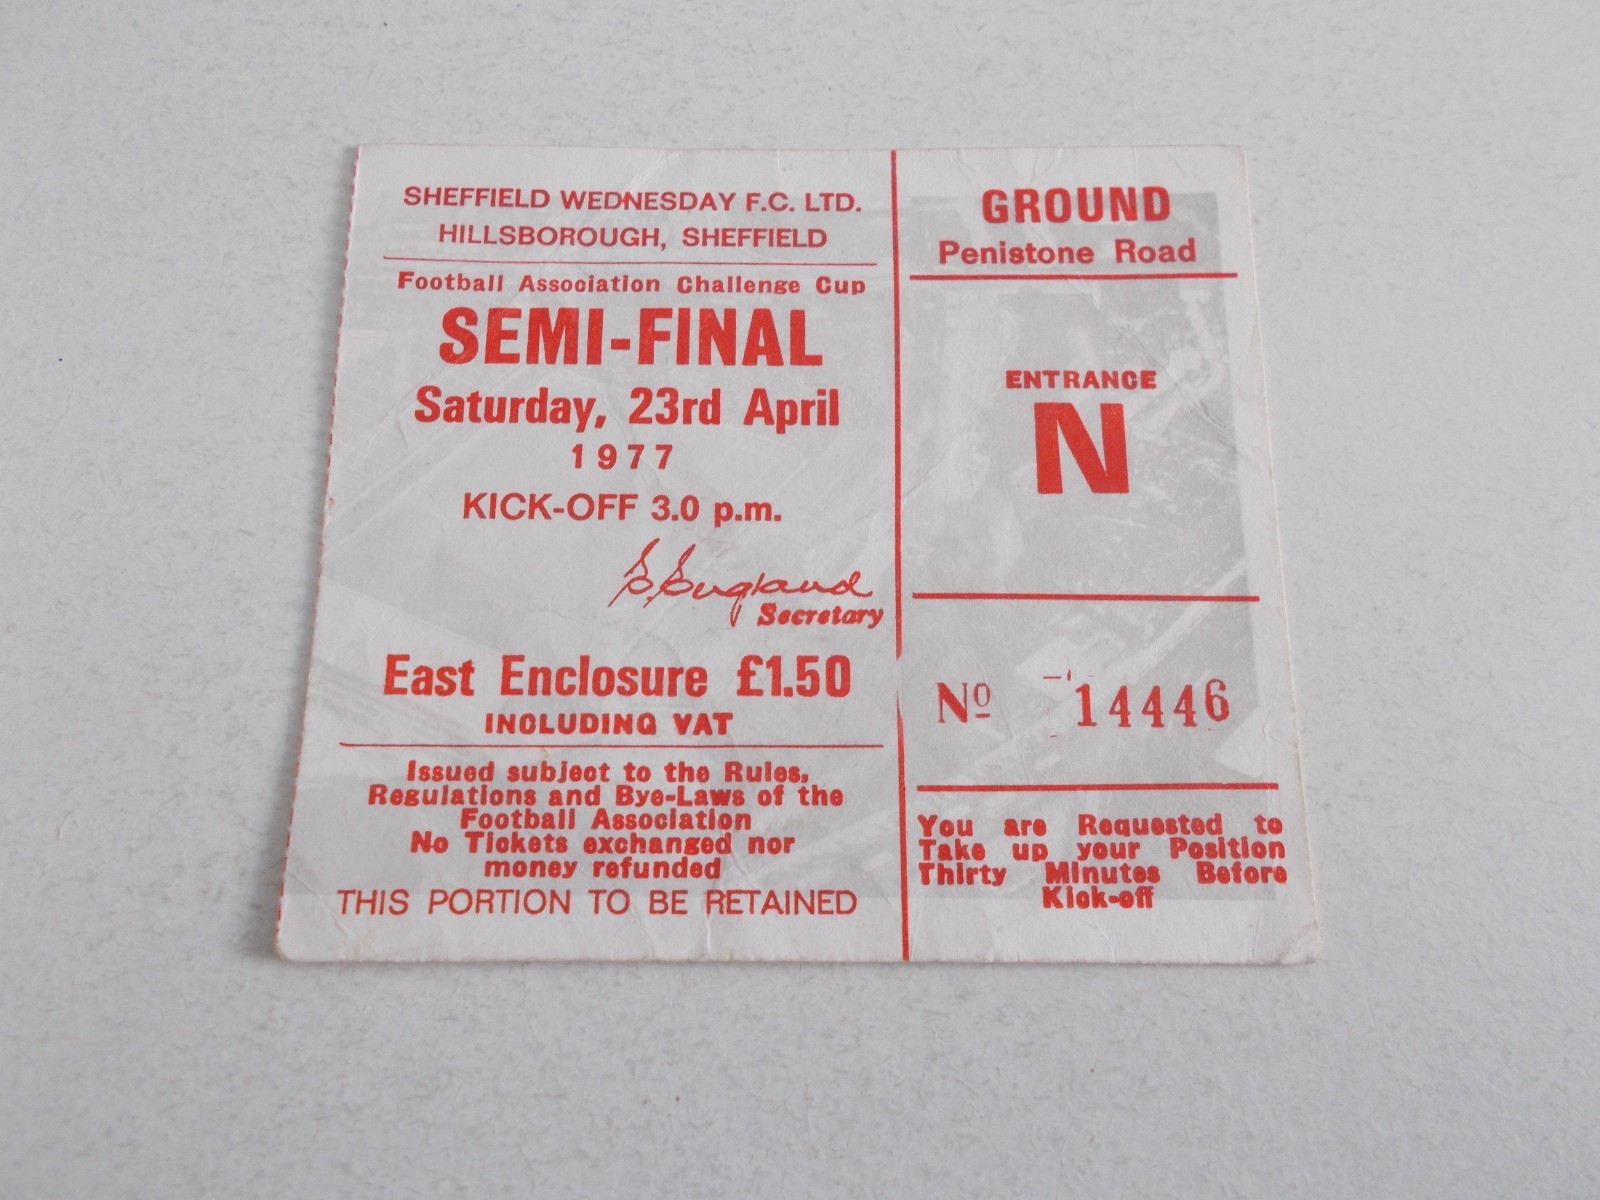 SHEFFIELD WEDNESDAY F.C. LTD.
HILLSBOROUGH, SHEFFIELD
Football Association Challenge Cup
SEMI-FINAL
Saturday, 23rd April
1977
KICK-OFF 3.0 p.m.
England
Secretary
East Enclosure £1.50
INCLUDING VAT
Issued subject to the Rules,
Regulations and Bye-Laws of the
Football Association
No Tickets exchanged nor
money refunded
THIS PORTION TO BE RETAINED
GROUND
Penistone Road
ENTRANCE
N
Nº 14446
You are Requested to
Take up your Position
Thirty Minutes Before
Kick-off